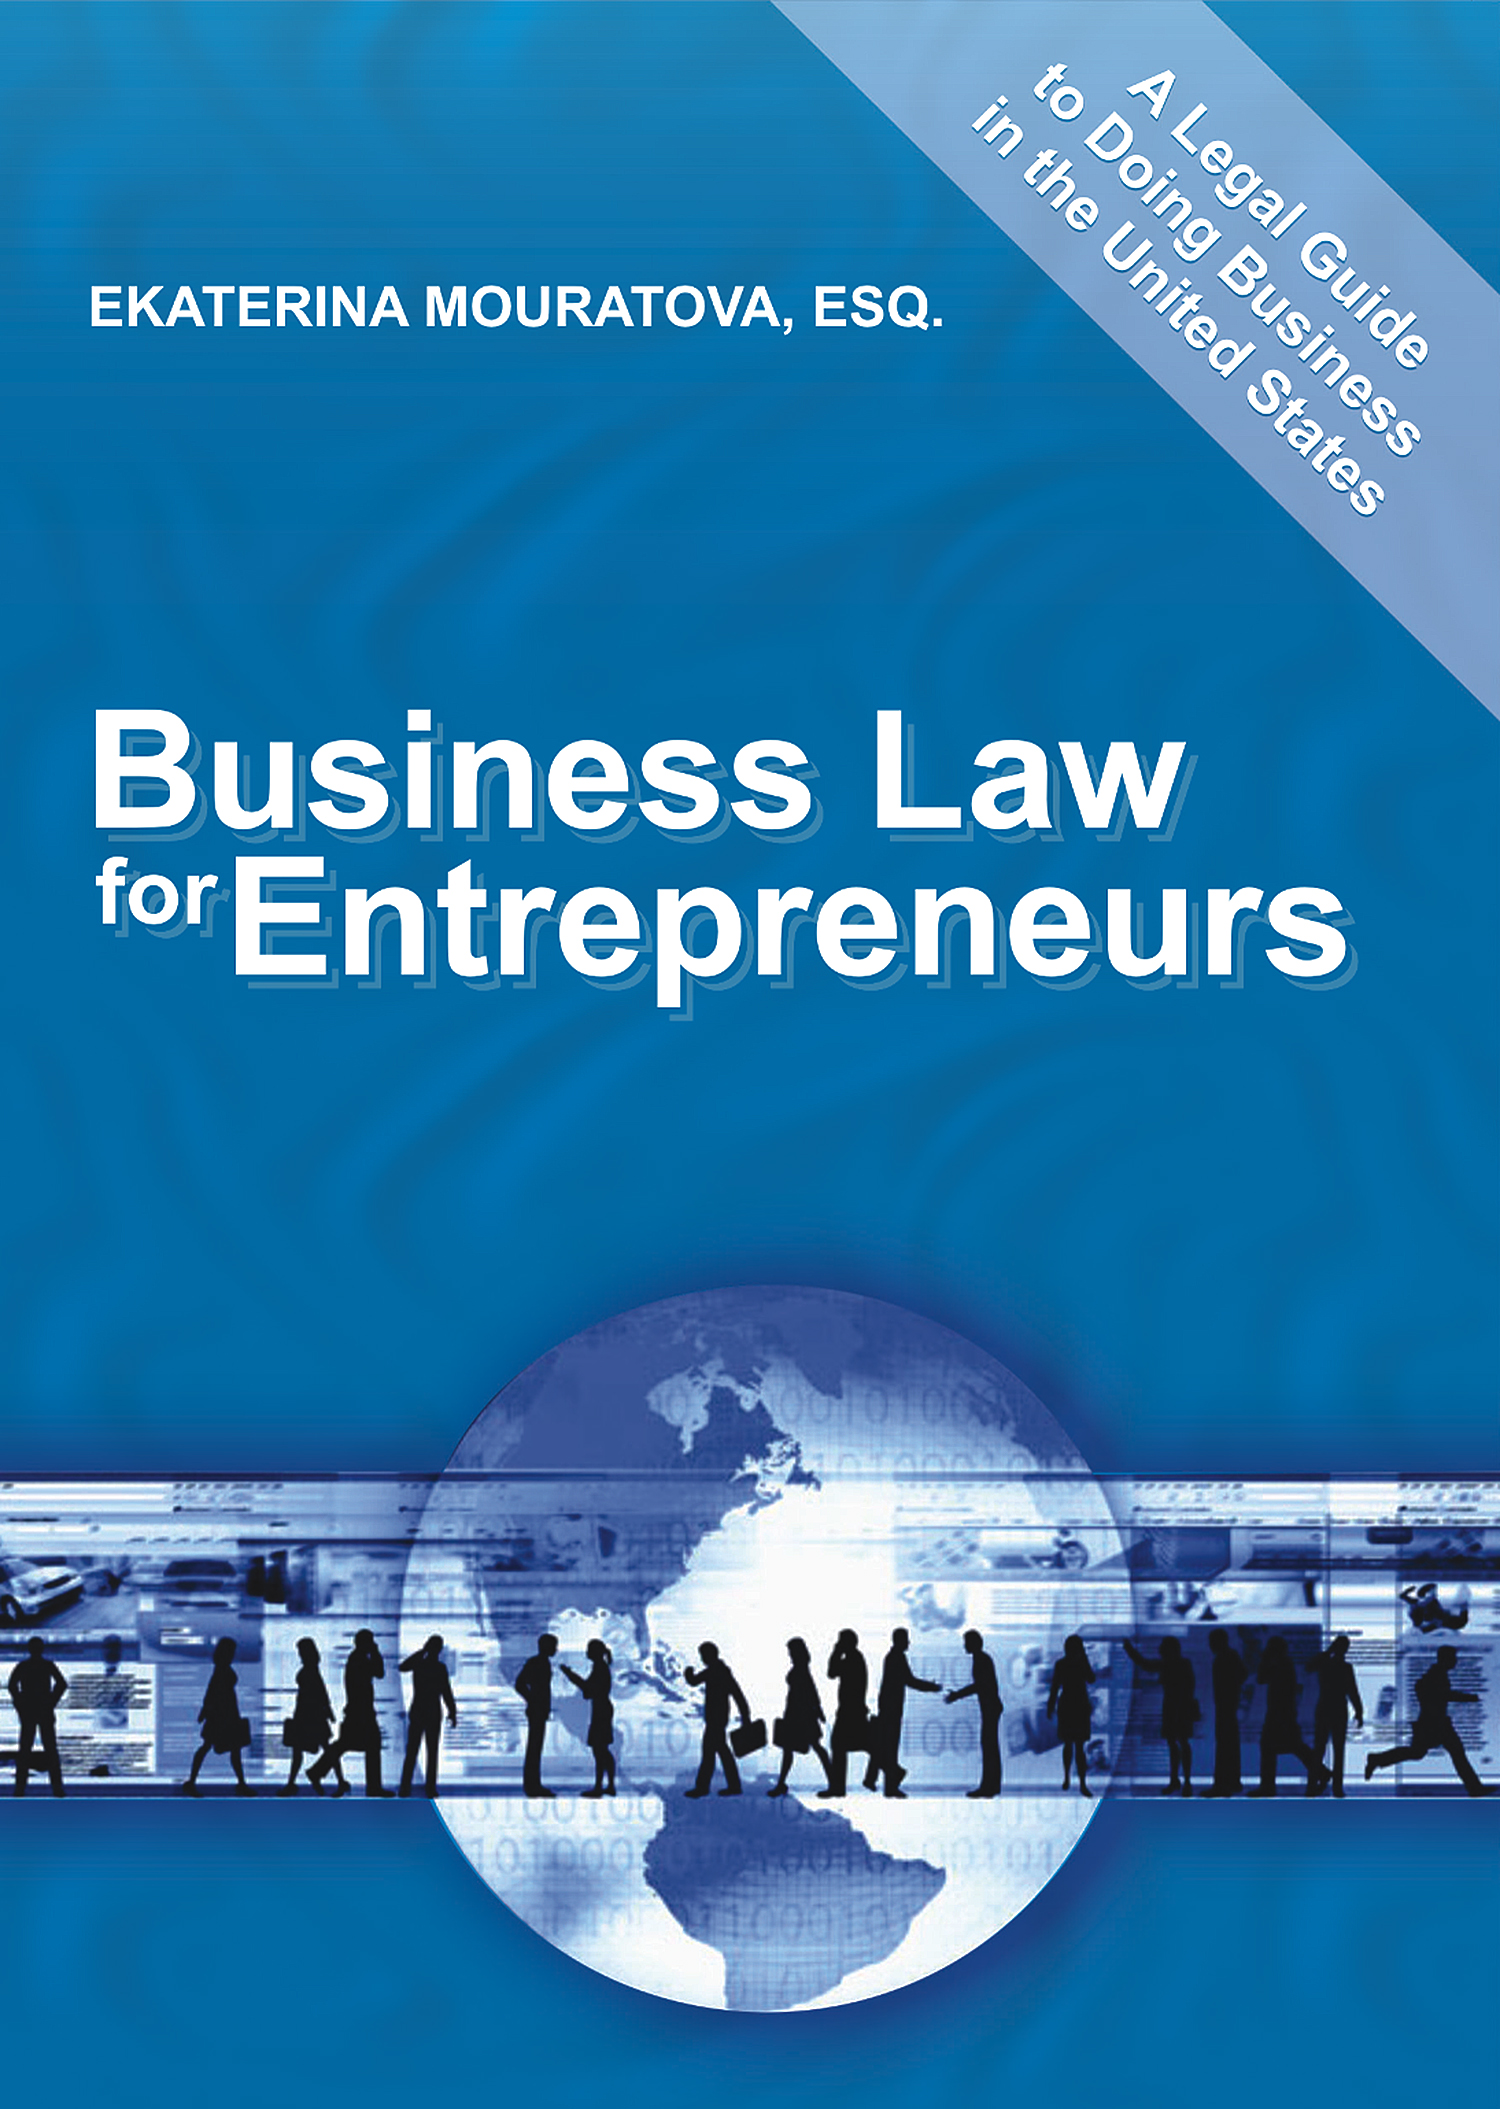 A Legal Guide
to Doing Business
in the United States
EKATERINA MOURATOVA, ESQ.
Business Law
for Entrepreneurs